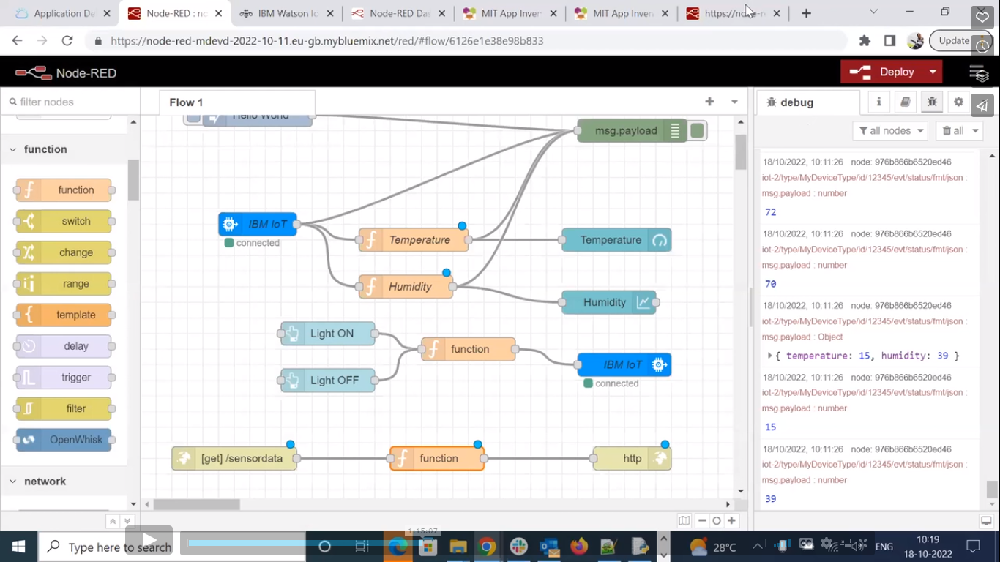 Application De
Node-RED : no
IBM Watson Io
Node-RED Das
MIT App Inven
MIT App Inven
https://node-re
https://node-red-mdevd-2022-10-11.eu-gb.mybluemix.net/red/#flow/6126e1e38e98b833
Update
Node-RED
Deploy
filter nodes
Flow 1
debug
i
all nodes
all
function
function
switch
change
range
template
delay
trigger
filter
OpenWhisk
network
Hello World
msg.payload
IBM IoT
connected
Temperature
Temperature
Humidity
Humidity
Light ON
function
Light OFF
IBM IoT
connected
[get] /sensordata
function
http
18/10/2022, 10:11:26 node: 976b866b6520ed46
iot-2/type/MyDeviceType/id/12345/evt/status/fmt/json :
msg.payload : number
72
18/10/2022, 10:11:26 node: 976b866b6520ed46
iot-2/type/MyDeviceType/id/12345/evt/status/fmt/json :
msg.payload : number
70
18/10/2022, 10:11:26 node: 976b866b6520ed46
iot-2/type/MyDeviceType/id/12345/evt/status/fmt/json :
msg.payload : Object
{ temperature: 15, humidity: 39 }
18/10/2022, 10:11:26 node: 976b866b6520ed46
iot-2/type/MyDeviceType/id/12345/evt/status/fmt/json :
msg.payload : number
15
18/10/2022, 10:11:26 node: 976b866b6520ed46
iot-2/type/MyDeviceType/id/12345/evt/status/fmt/json :
msg.payload : number
39
1:15:07
Type here to search
28°C
ENG
10:19
18-10-2022